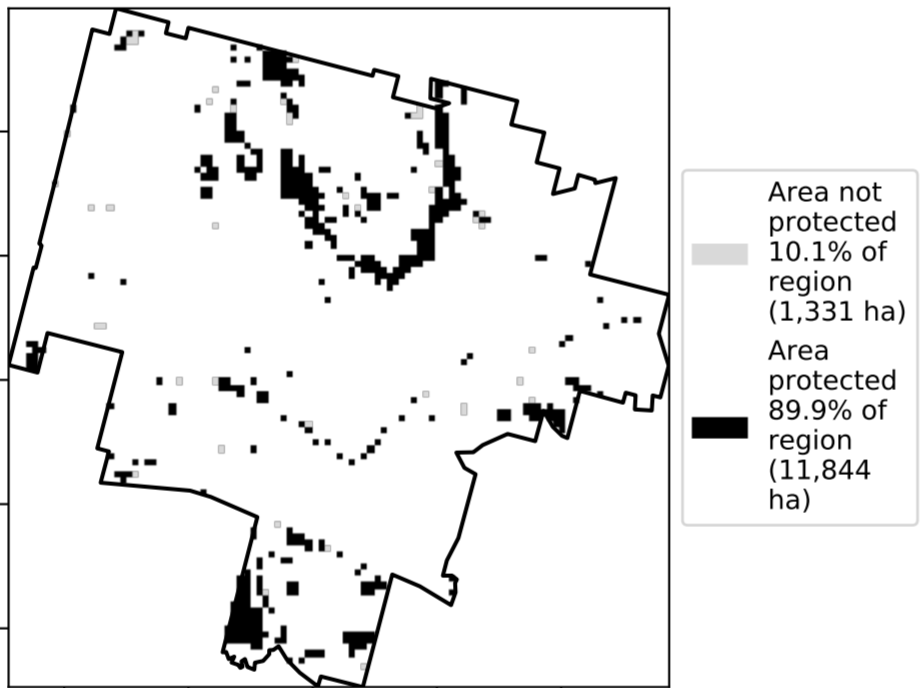 Area not
protected
10.1% of
region
(1,331 ha)
Area
protected
89.9% of
region
(11,844
ha)